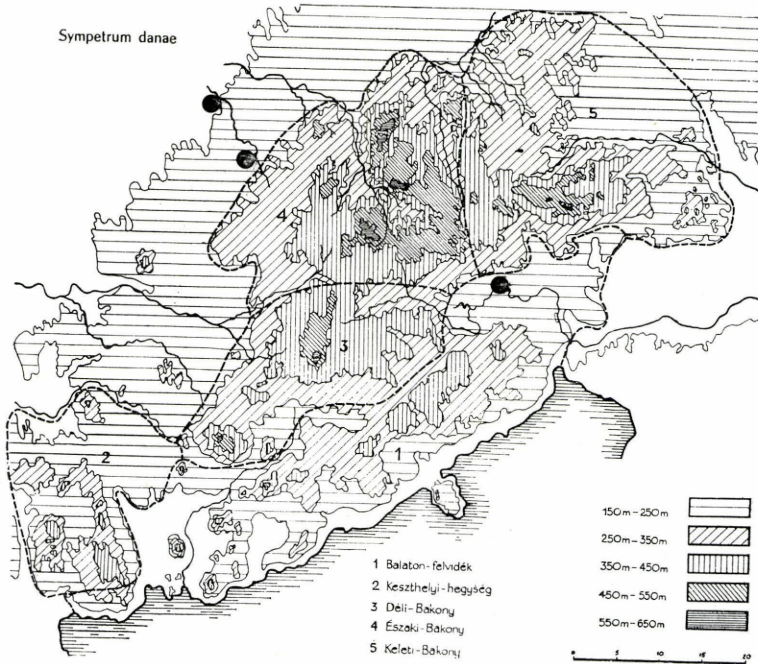 Sympetrum danae
5
4
3
2
1
150m-250m
250m-350m
350m-450m
450m-550m
550m-650m
1 Balaton-felvidék
2 Keszthelyi-hegység
3 Déli-Bakony
4 Északi-Bakony
5 Keleti-Bakony
0 5 10 15 20